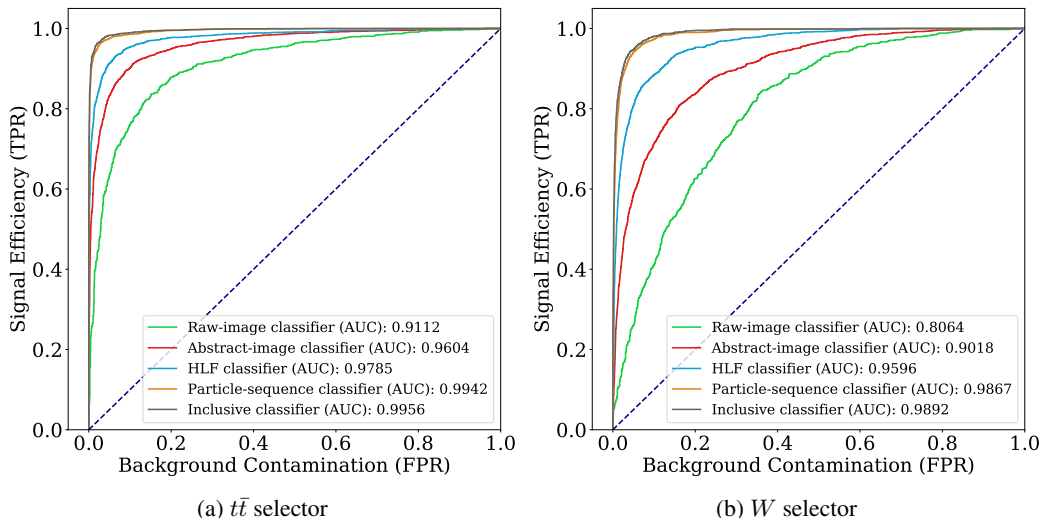 1.0
0.8
0.6
0.4
0.2
0.0
Signal Efficiency (TPR)
Raw-image classifier (AUC): 0.9112
Abstract-image classifier (AUC): 0.9604
HLF classifier (AUC): 0.9785
Particle-sequence classifier (AUC): 0.9942
Inclusive classifier (AUC): 0.9956
0.0 0.2 0.4 0.6 0.8 1.0
Background Contamination (FPR)
(a) tt̄ selector
1.0
0.8
0.6
0.4
0.2
0.0
Signal Efficiency (TPR)
Raw-image classifier (AUC): 0.8064
Abstract-image classifier (AUC): 0.9018
HLF classifier (AUC): 0.9596
Particle-sequence classifier (AUC): 0.9867
Inclusive classifier (AUC): 0.9892
0.0 0.2 0.4 0.6 0.8 1.0
Background Contamination (FPR)
(b) W selector